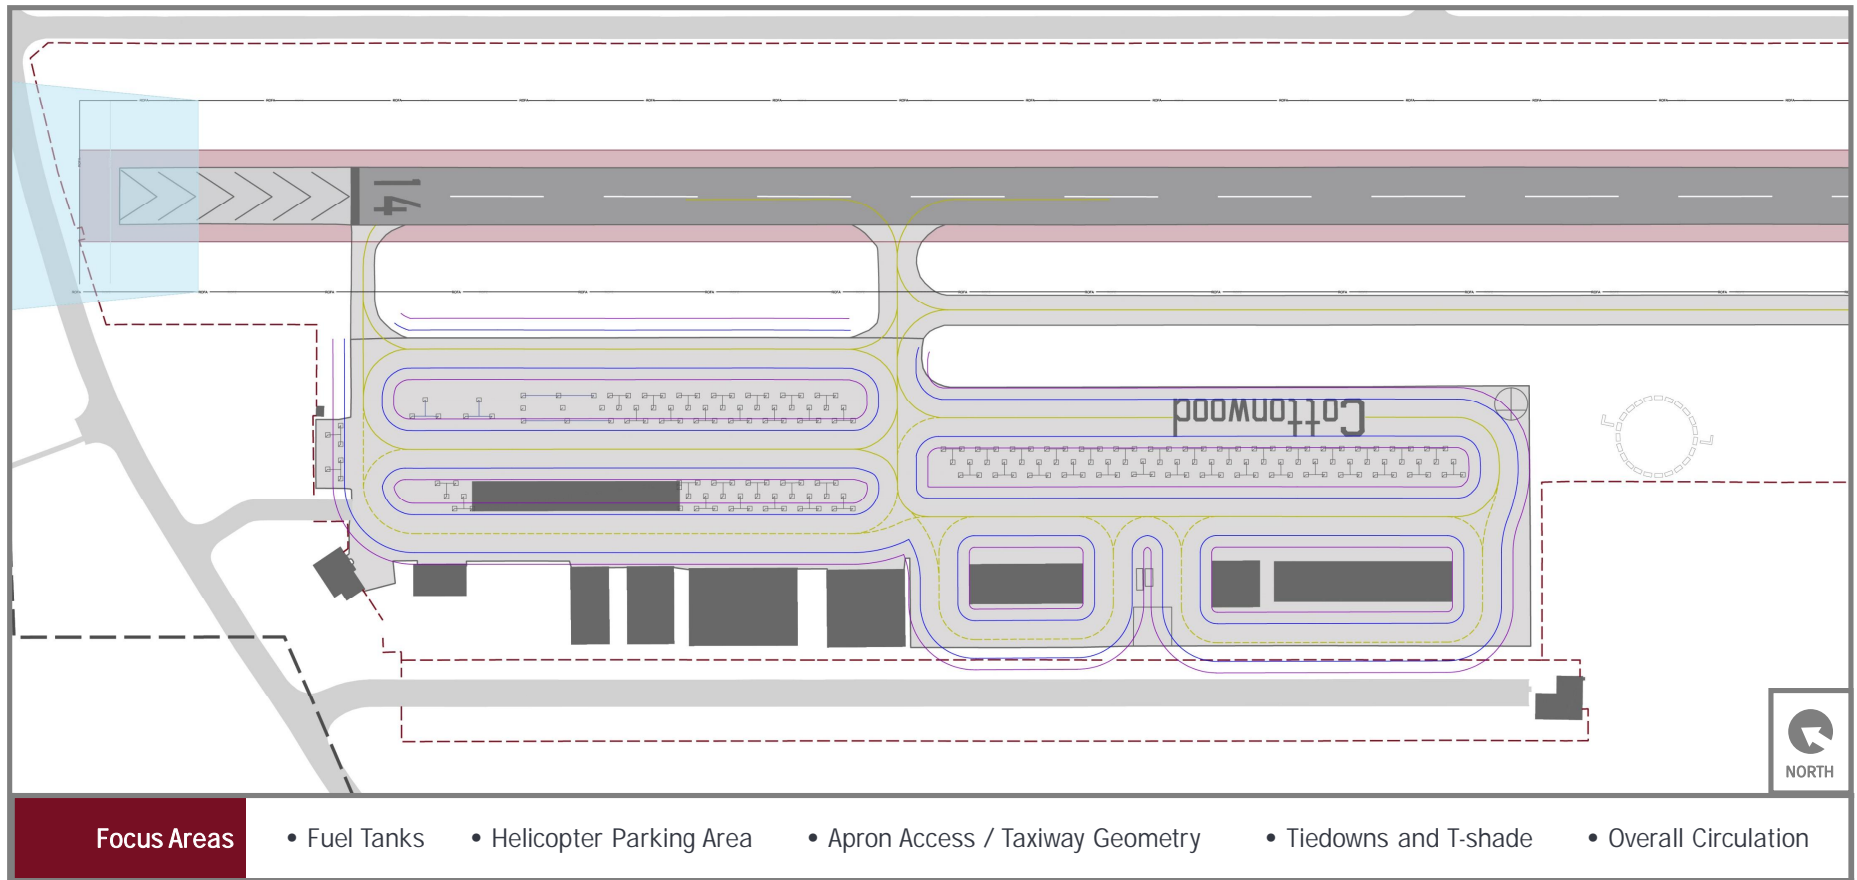 14
Cottonwood
NORTH
Focus Areas
• Fuel Tanks • Helicopter Parking Area • Apron Access / Taxiway Geometry • Tiedowns and T-shade • Overall Circulation